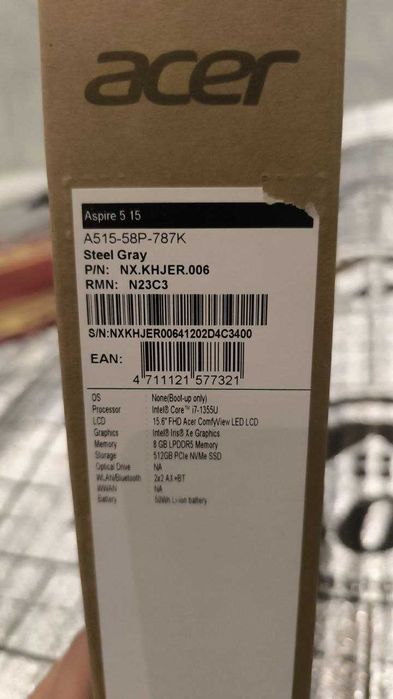 acer
Aspire 5 15
A515-58P-787K
Steel Gray
P/N: NX.KHJER.006
RMN: N23C3
S/N:NXKHJER00641202D4C3400
EAN:
4 711121 577321
OS : None(Boot-up only)
Processor : Intel® Core™ i7-1355U
LCD : 15.6" FHD Acer ComfyView LED LCD
Graphics : Intel® Iris® Xe Graphics
Memory : 8 GB LPDDR5 Memory
Storage : 512GB PCIe NVMe SSD
Optical Drive : NA
WLAN/Bluetooth : 2x2 AX+BT
WWAN : NA
Battery : 50Wh Li-ion battery